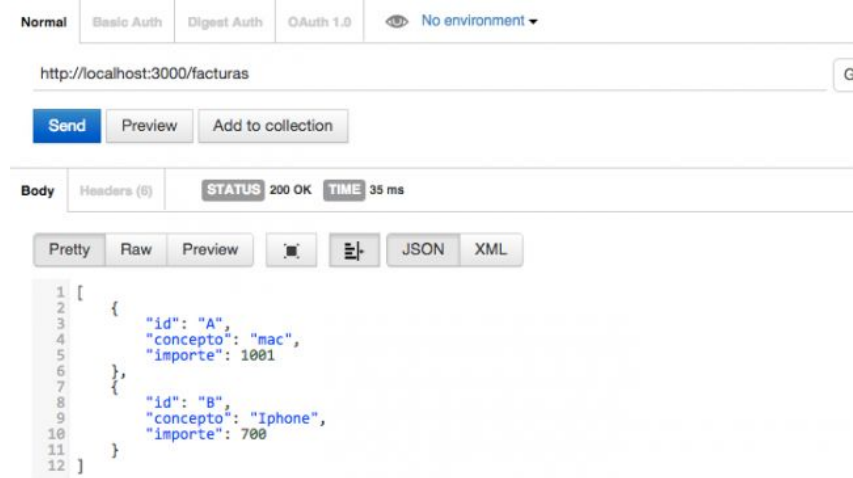 Normal Basic Auth Digest Auth OAuth 1.0 No environment
http://localhost:3000/facturas G
Send Preview Add to collection
Body Headers (6) STATUS 200 OK TIME 35 ms
Pretty Raw Preview JSON XML
1 [
2 {
3 "id": "A",
4 "concepto": "mac",
5 "importe": 1001
6 },
7 {
8 "id": "B",
9 "concepto": "Iphone",
10 "importe": 700
11 }
12 ]